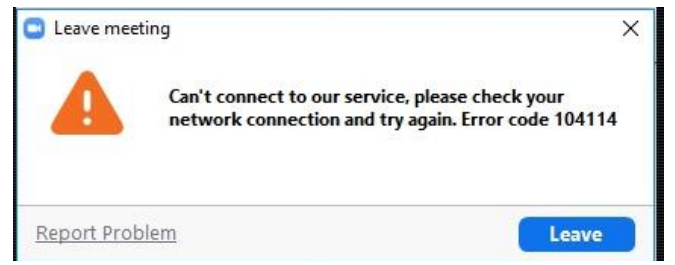 Leave meeting
Can't connect to our service, please check your
network connection and try again. Error code 104114
Report Problem
Leave